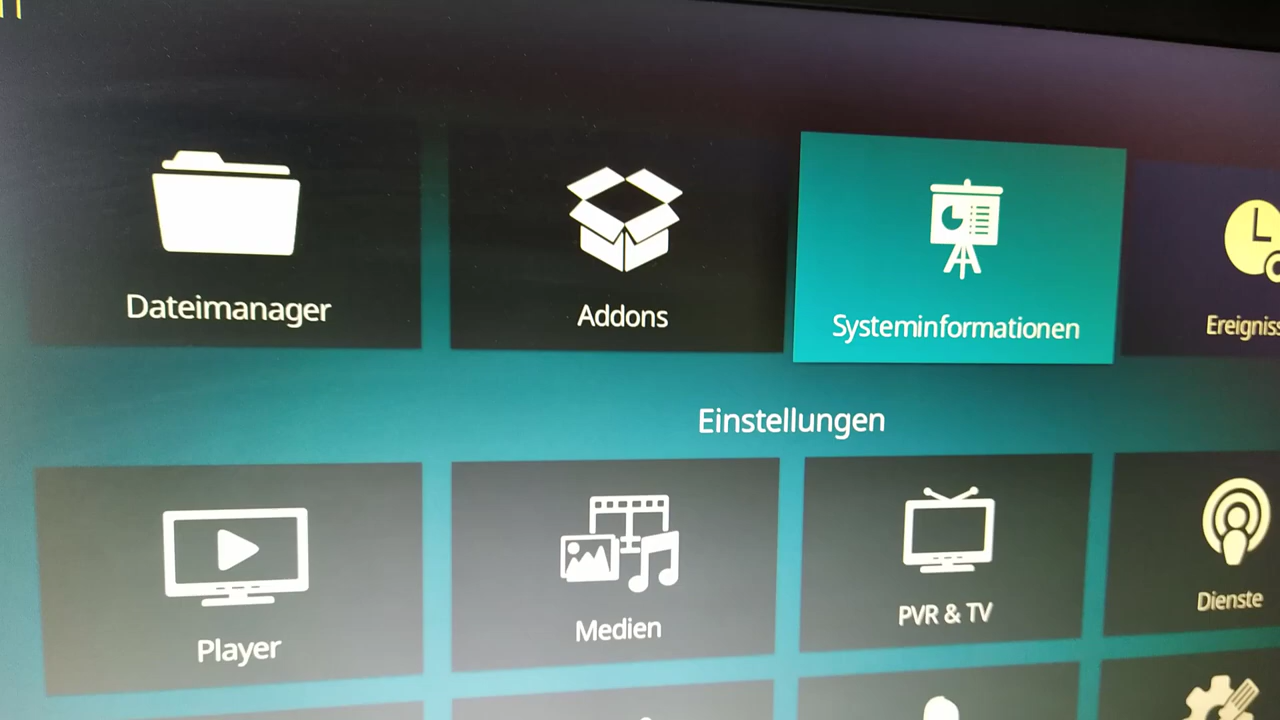 Dateimanager
Addons
Systeminformationen
Einstellungen
Player
Medien
PVR & TV
Dienste